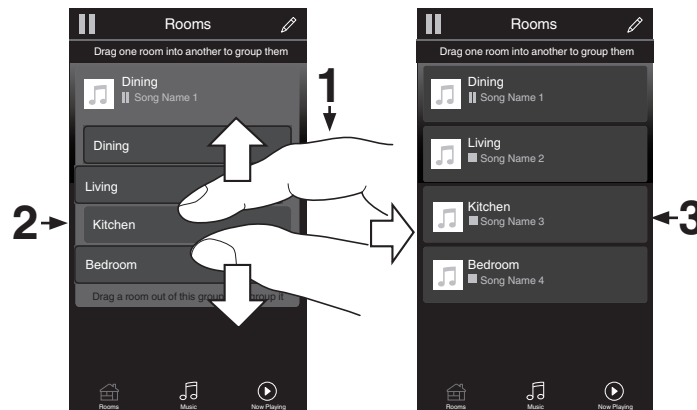 Rooms
Drag one room into another to group them
Dining
Song Name 1
Dining
Living
Kitchen
Bedroom
Drag a room out of this group
group it
Rooms
Music
Now Playing
1
2
Rooms
Drag one room into another to group them
Dining
Song Name 1
Living
Song Name 2
Kitchen
Song Name 3
Bedroom
Song Name 4
Rooms
Music
Now Playing
3